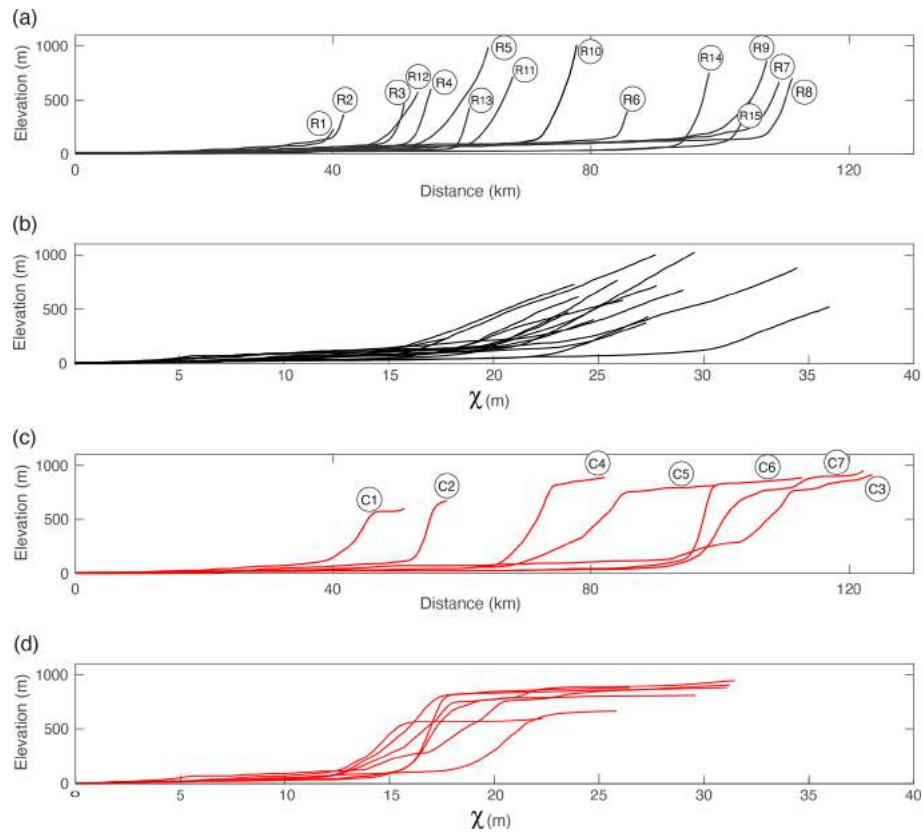 (a)
Elevation (m)
1000
500
0
R1
R2
R3
R12
R4
R5
R13
R11
R10
R6
R14
R15
R9
R7
R8
0
40
80
120
Distance (km)
(b)
Elevation (m)
1000
500
0
5
10
15
20
25
30
35
40
χ (m)
(c)
Elevation (m)
1000
500
0
C1
C2
C4
C5
C6
C7
C3
0
40
80
120
Distance (km)
(d)
Elevation (m)
1000
500
0
0
5
10
15
20
25
30
35
40
χ (m)